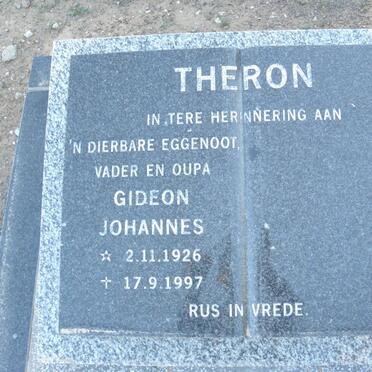 THERON
IN TERE HERINNERING AAN
'N DIERBARE EGGENOOT,
VADER EN OUPA
GIDEON
JOHANNES
☆ 2.11.1926
† 17.9.1997
RUS IN VREDE.